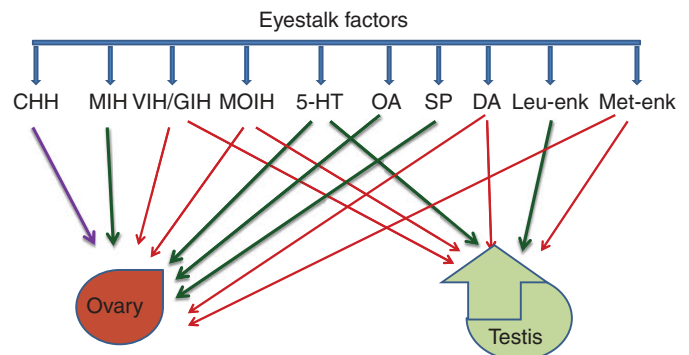 Eyestalk factors
CHH MIH VIH/GIH MOIH 5-HT OA SP DA Leu-enk Met-enk
Ovary
Testis